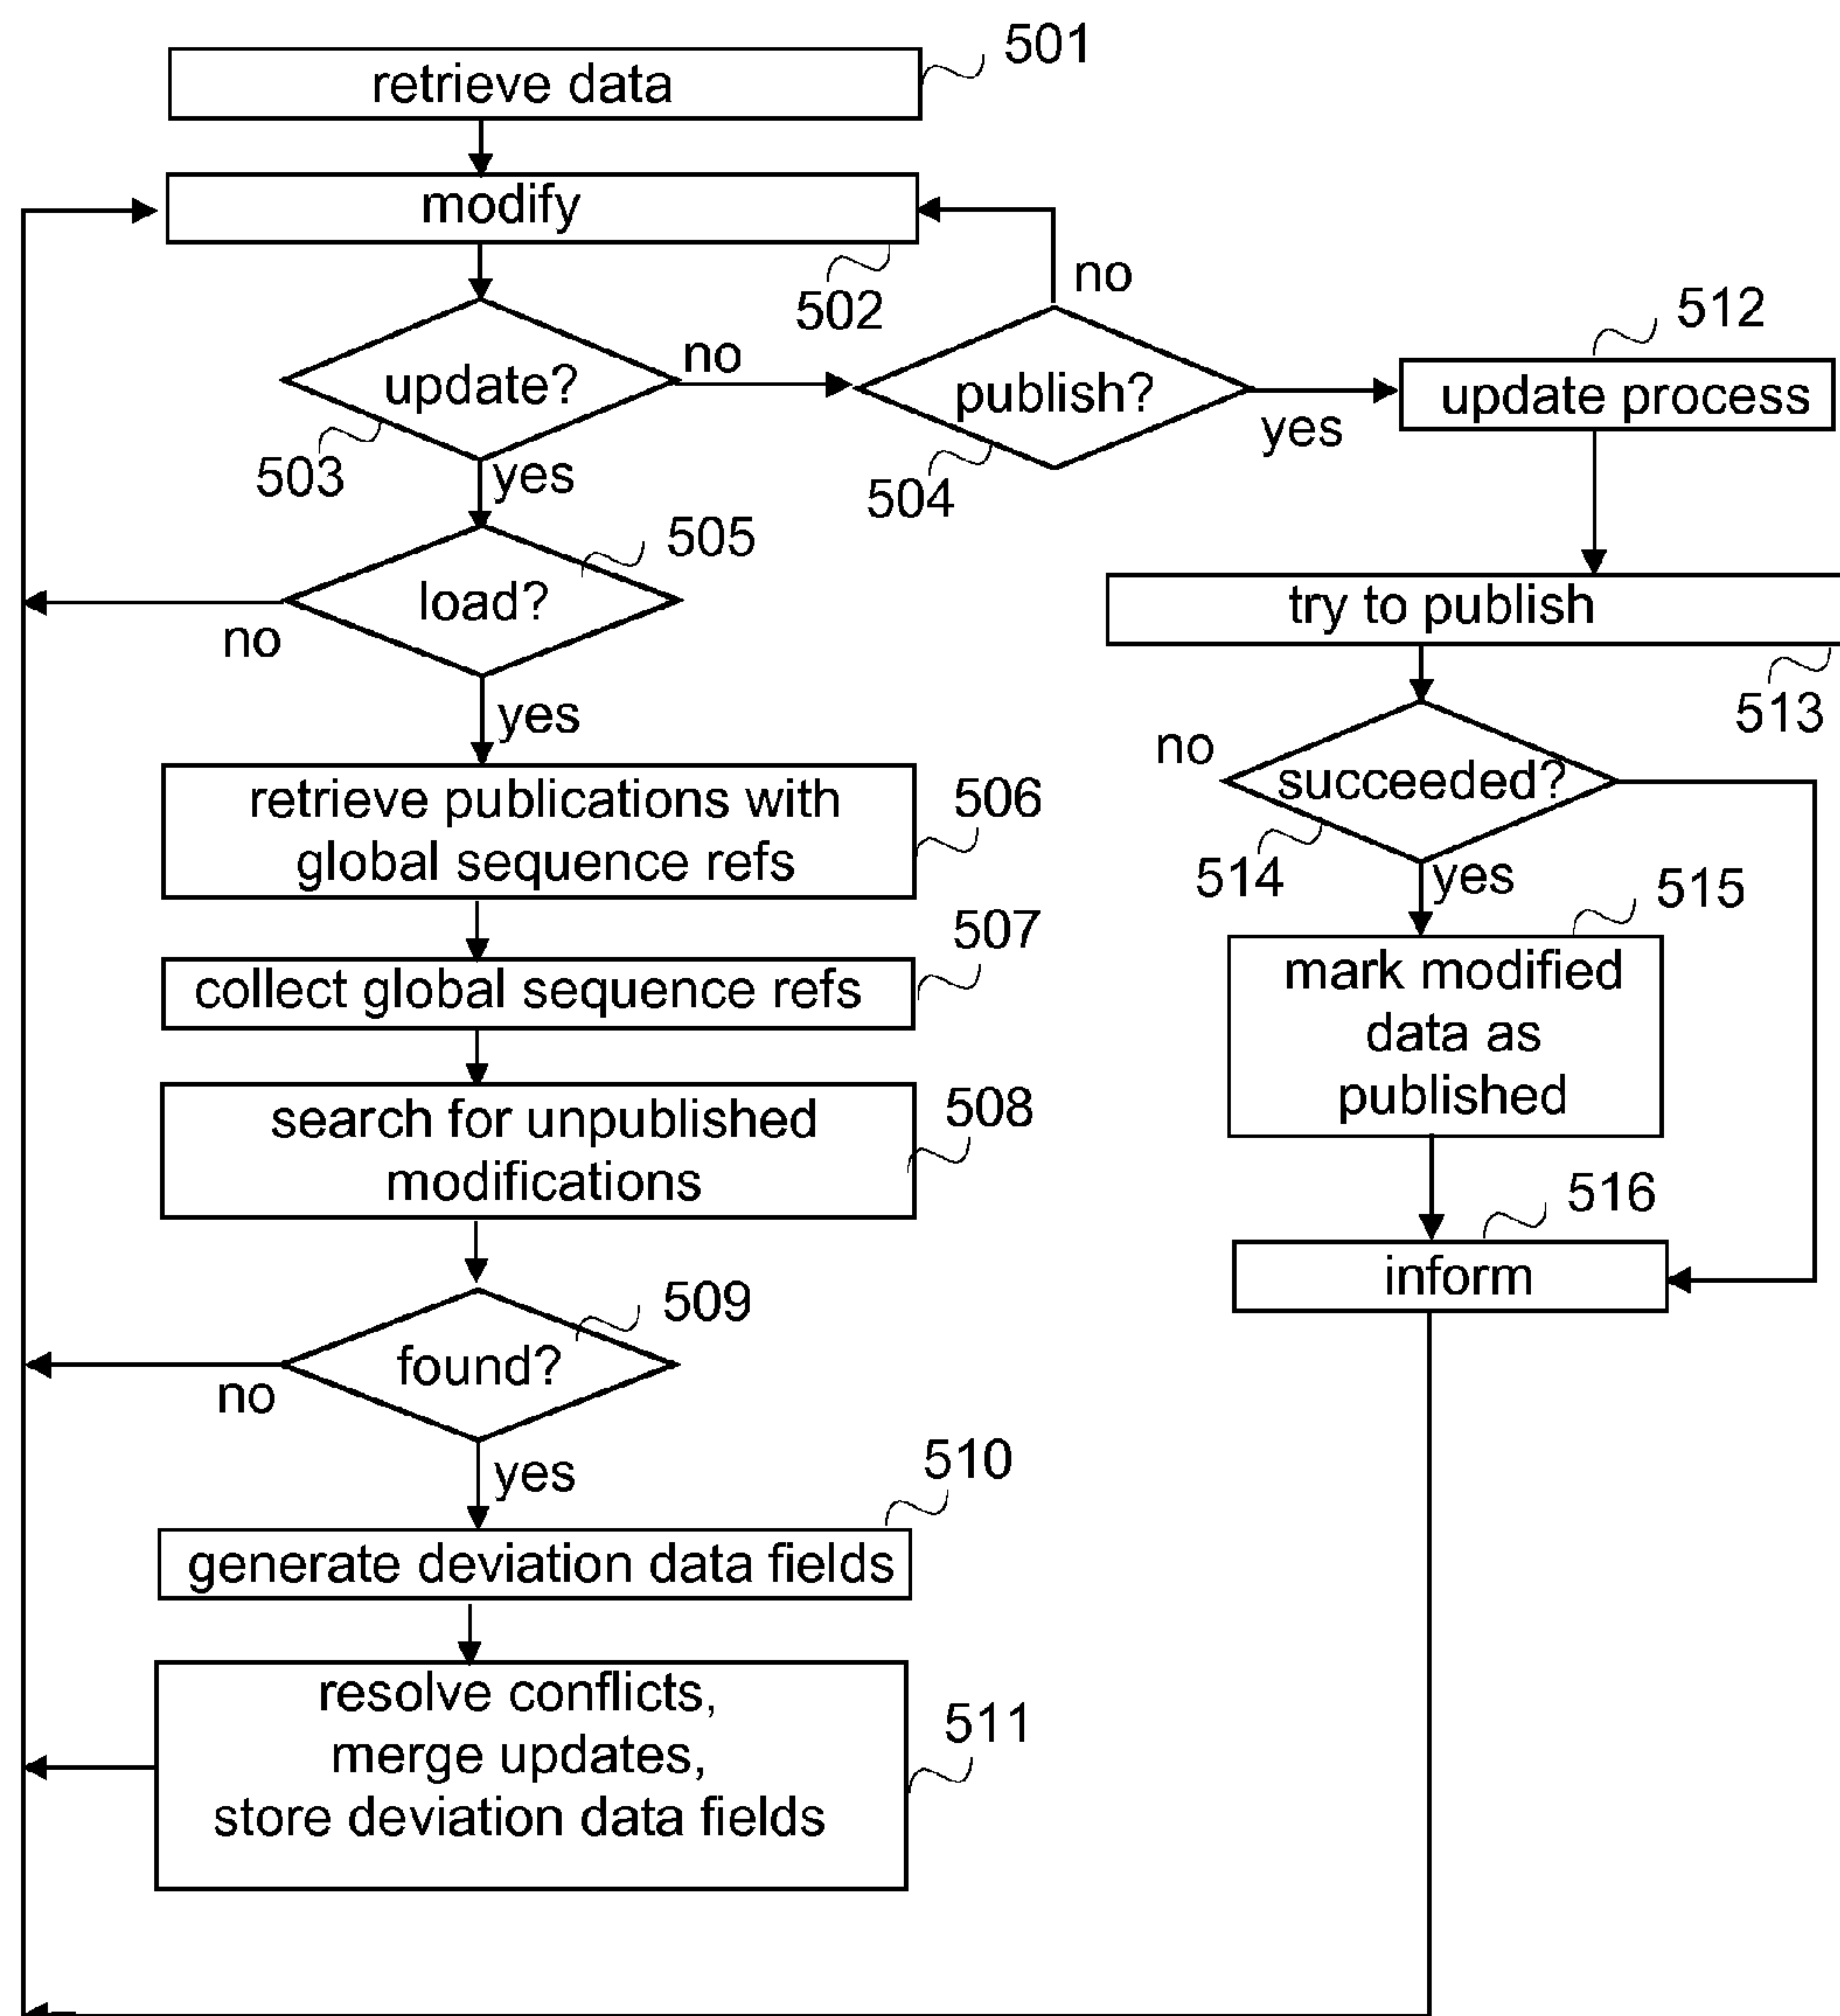 501
retrieve data
modify
502
no
update?
503
no
publish?
504
yes
512
update process
yes
505
load?
no
try to publish
513
yes
no
succeeded?
514
yes
retrieve publications with
global sequence refs
506
515
mark modified
data as
published
507
collect global sequence refs
search for unpublished
modifications
508
516
inform
509
found?
no
yes
510
generate deviation data fields
resolve conflicts,
merge updates,
store deviation data fields
511